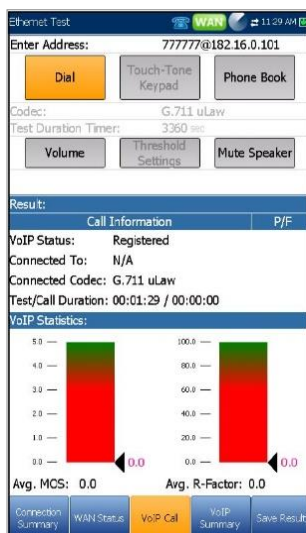 Ethernet Test WAN 11:29 AM
Enter Address: 777777@182.16.0.101
Dial Touch-Tone Keypad Phone Book
Codec: G.711 uLaw
Test Duration Timer: 3360 sec
Volume Threshold Settings Mute Speaker
Result:
Call Information P/F
VoIP Status: Registered
Connected To: N/A
Connected Codec: G.711 uLaw
Test/Call Duration: 00:01:29 / 00:00:00
VoIP Statistics:
5.0 100.0
4.0 80.0
3.0 60.0
2.0 40.0
1.0 20.0
0.0 0.0 0.0 0.0
Avg. MCS: 0.0 Avg. R-Factor: 0.0
Connection Summary WAN Status VoIP Call VoIP Summary Save Result